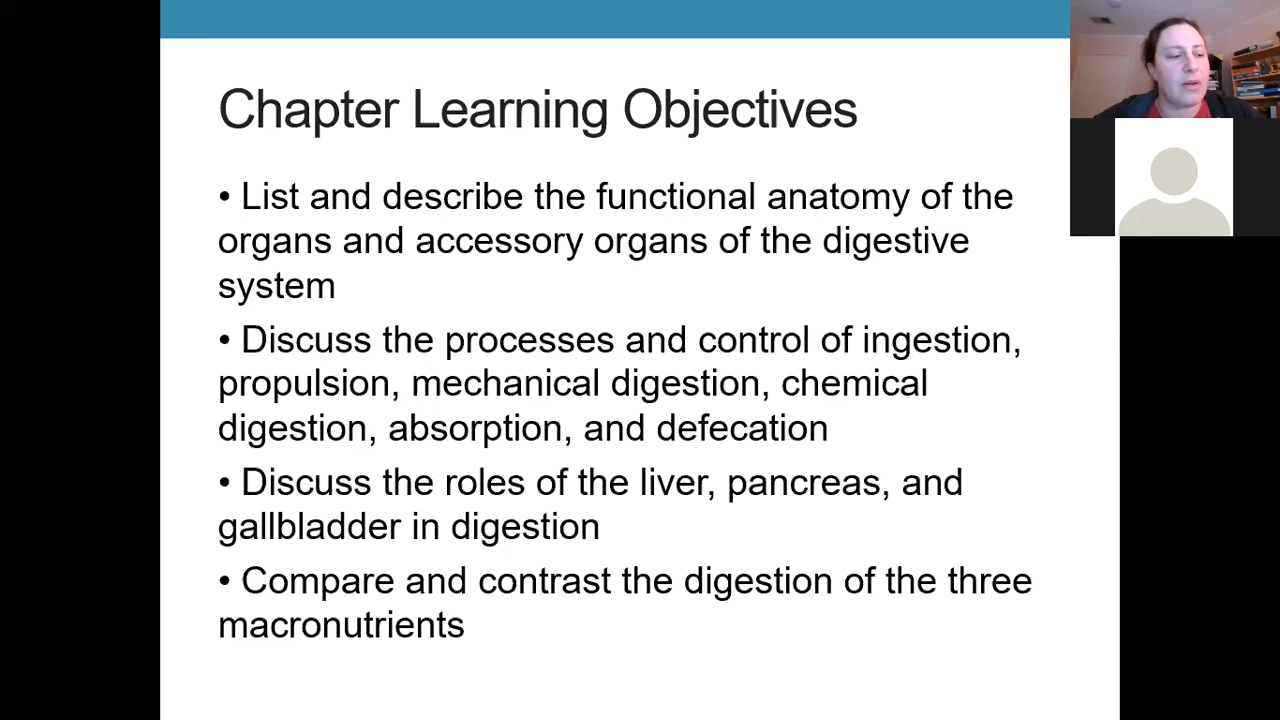 Chapter Learning Objectives
• List and describe the functional anatomy of the
organs and accessory organs of the digestive
system
• Discuss the processes and control of ingestion,
propulsion, mechanical digestion, chemical
digestion, absorption, and defecation
• Discuss the roles of the liver, pancreas, and
gallbladder in digestion
• Compare and contrast the digestion of the three
macronutrients